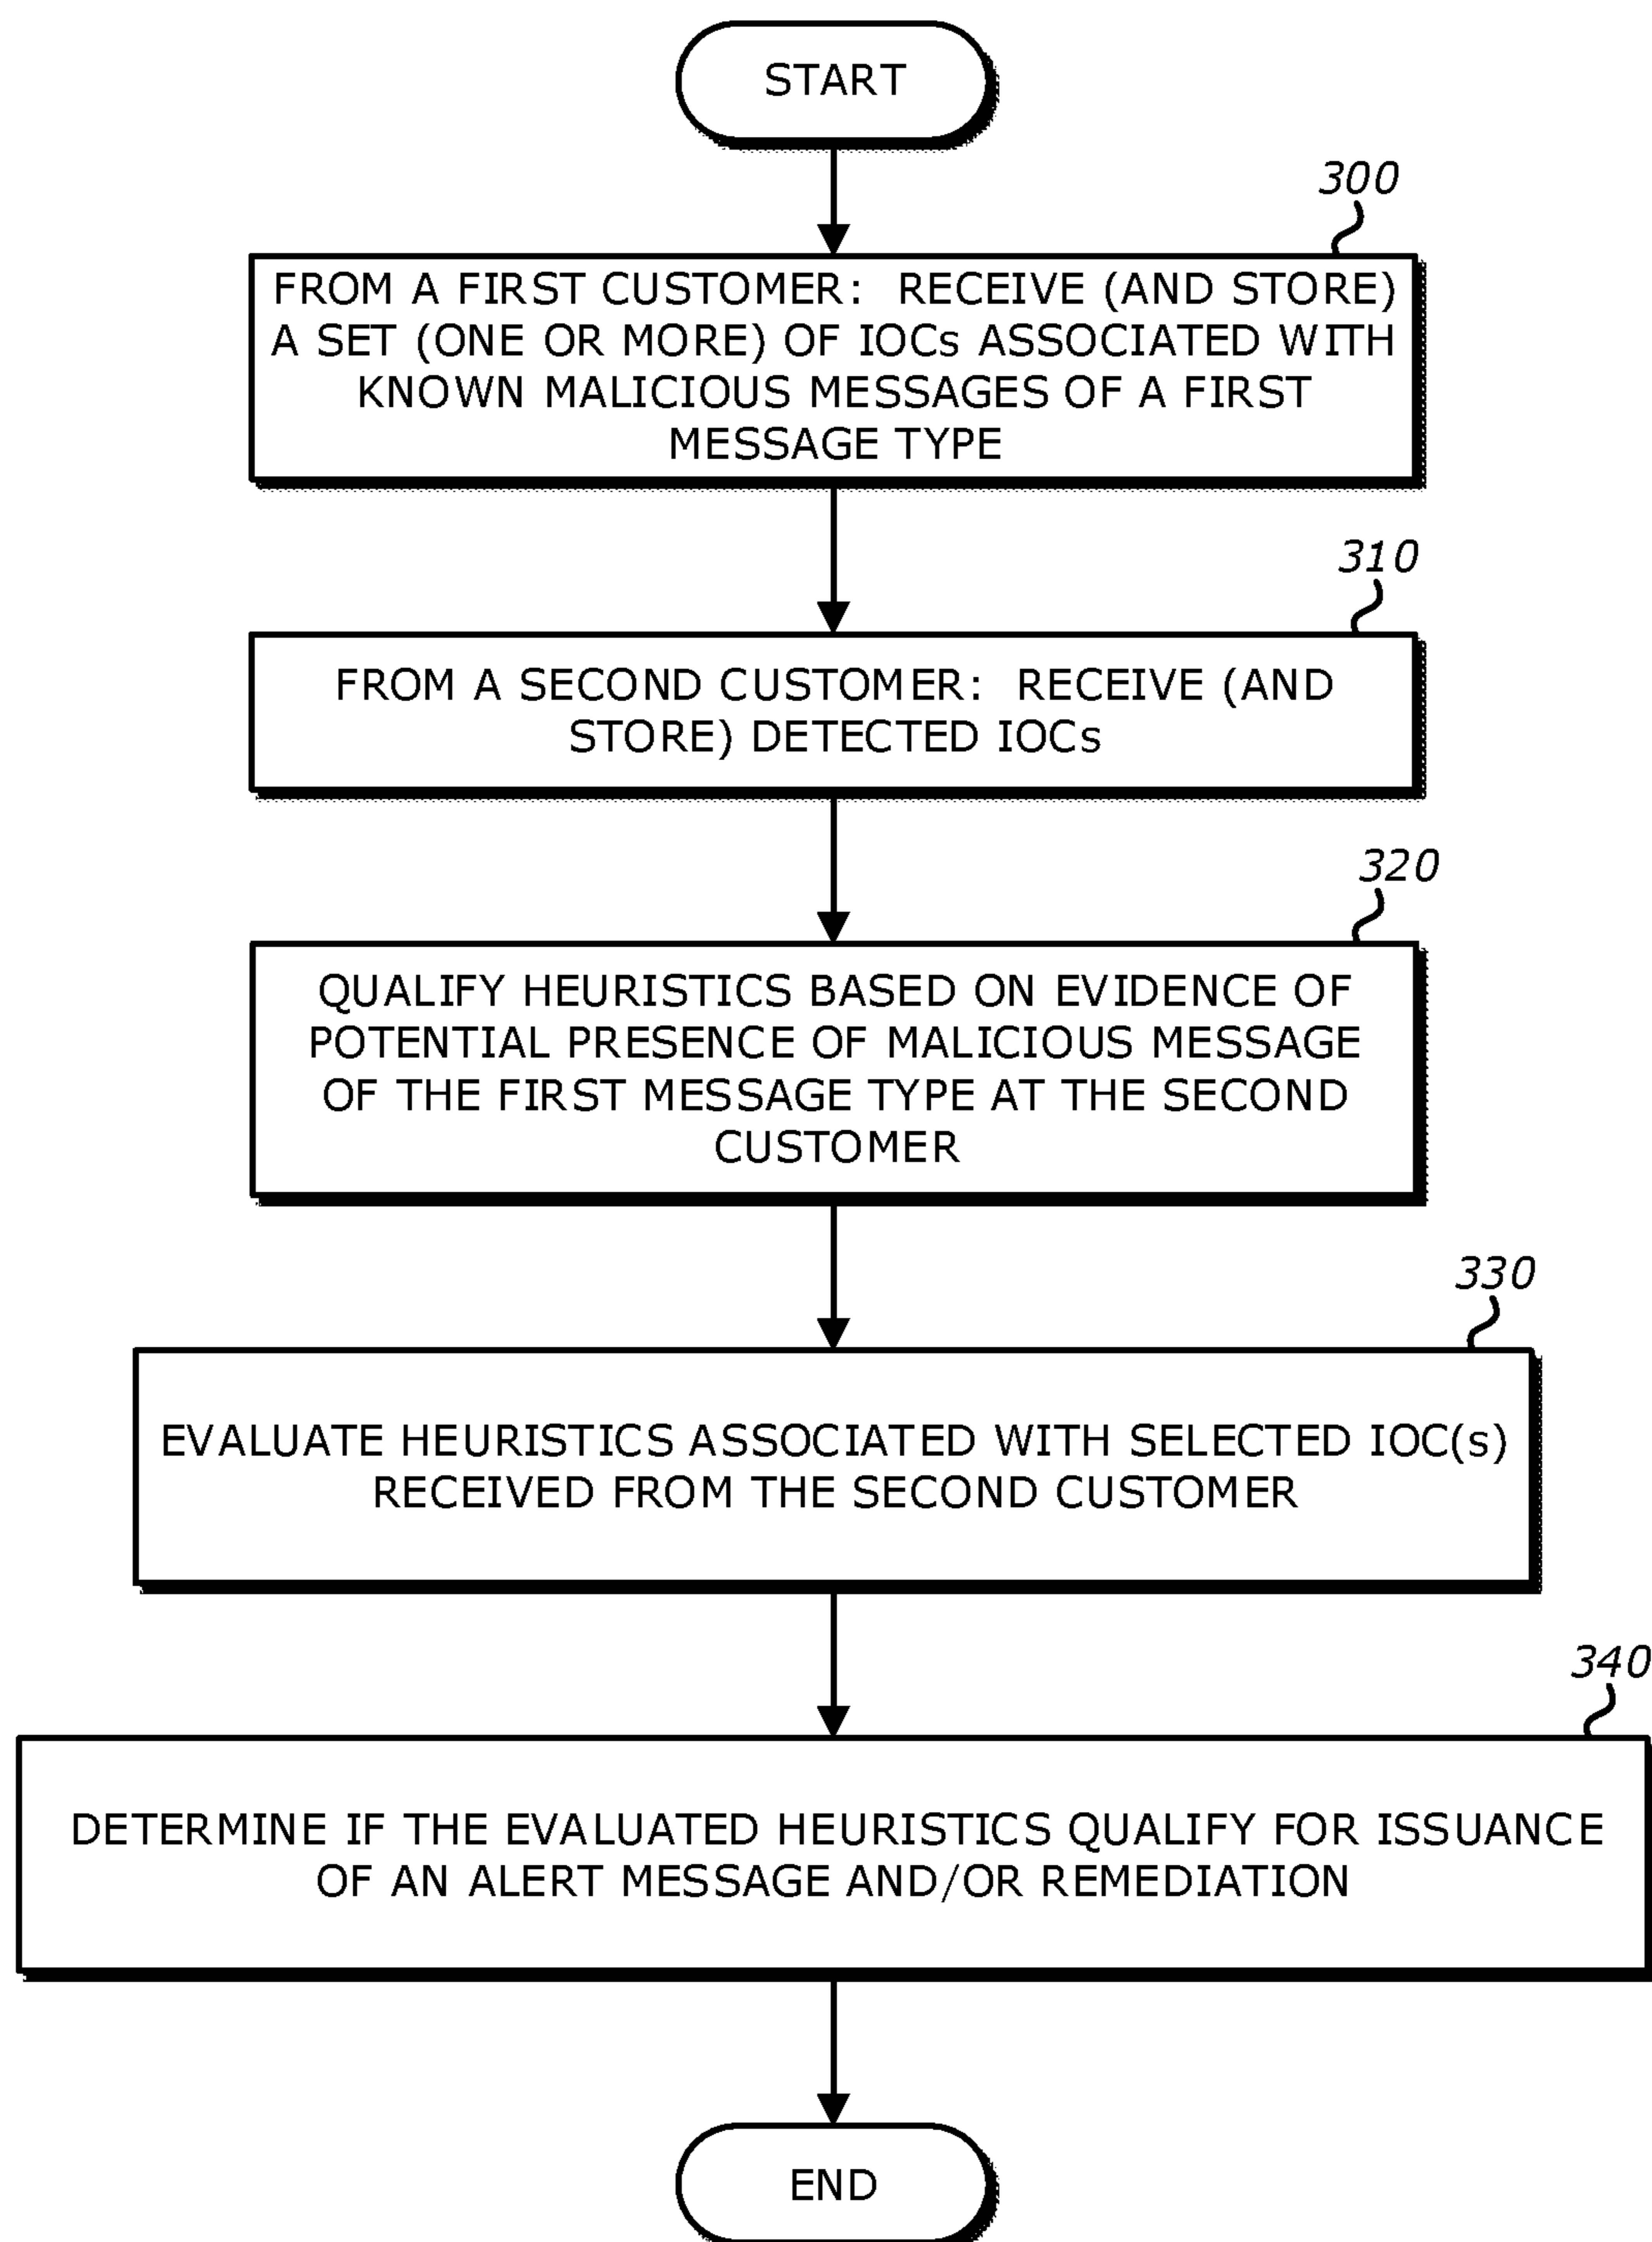 START
300
FROM A FIRST CUSTOMER: RECEIVE (AND STORE)
A SET (ONE OR MORE) OF IOCs ASSOCIATED WITH
KNOWN MALICIOUS MESSAGES OF A FIRST
MESSAGE TYPE
310
FROM A SECOND CUSTOMER: RECEIVE (AND
STORE) DETECTED IOCs
320
QUALIFY HEURISTICS BASED ON EVIDENCE OF
POTENTIAL PRESENCE OF MALICIOUS MESSAGE
OF THE FIRST MESSAGE TYPE AT THE SECOND
CUSTOMER
330
EVALUATE HEURISTICS ASSOCIATED WITH SELECTED IOC(s)
RECEIVED FROM THE SECOND CUSTOMER
340
DETERMINE IF THE EVALUATED HEURISTICS QUALIFY FOR ISSUANCE
OF AN ALERT MESSAGE AND/OR REMEDIATION
END